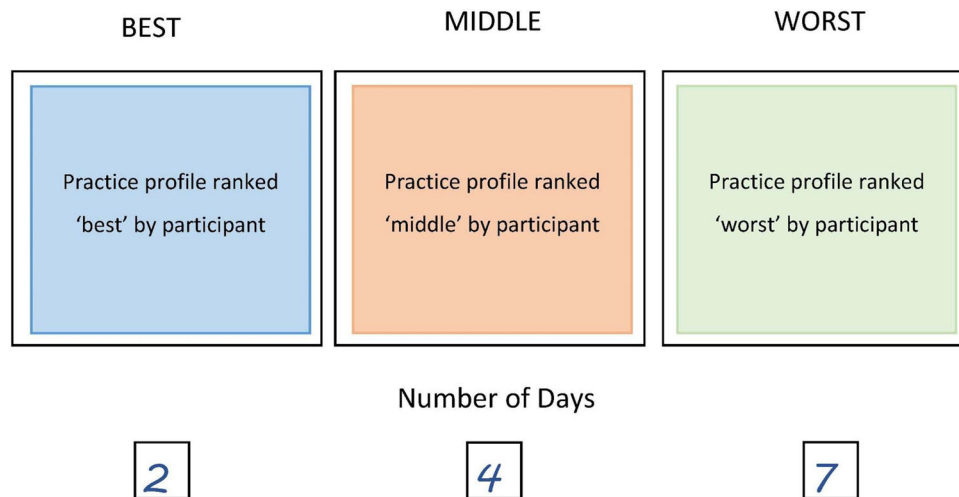 BEST
MIDDLE
WORST
Practice profile ranked
‘best’ by participant
Practice profile ranked
‘middle’ by participant
Practice profile ranked
‘worst’ by participant
Number of Days
2
4
7